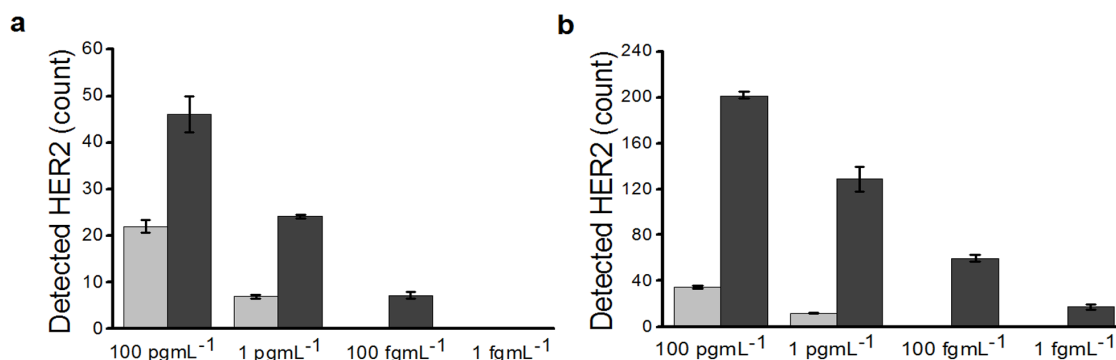 a
60
50
40
30
20
10
0
Detected HER2 (count)
100 pgmL⁻¹ 1 pgmL⁻¹ 100 fgmL⁻¹ 1 fgmL⁻¹
b
240
200
160
120
80
40
0
Detected HER2 (count)
100 pgmL⁻¹ 1 pgmL⁻¹ 100 fgmL⁻¹ 1 fgmL⁻¹